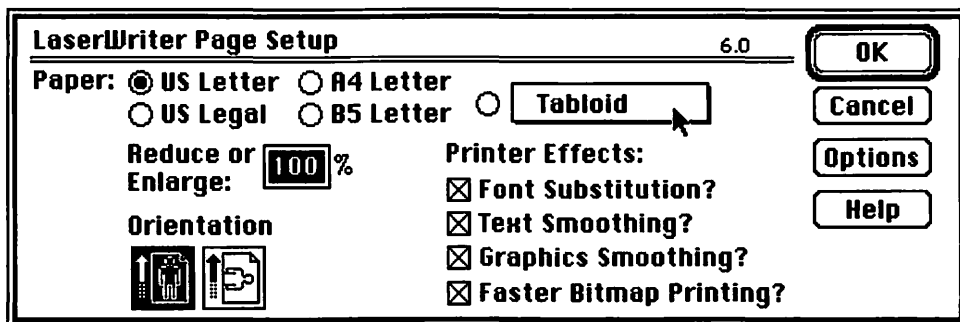 LaserWriter Page Setup 6.0 OK
Paper: US Letter A4 Letter Tabloid Cancel
US Legal B5 Letter
Reduce or Enlarge: 100 % Printer Effects: Options
Font Substitution? Help
Orientation Text Smoothing?
Graphics Smoothing?
Faster Bitmap Printing?